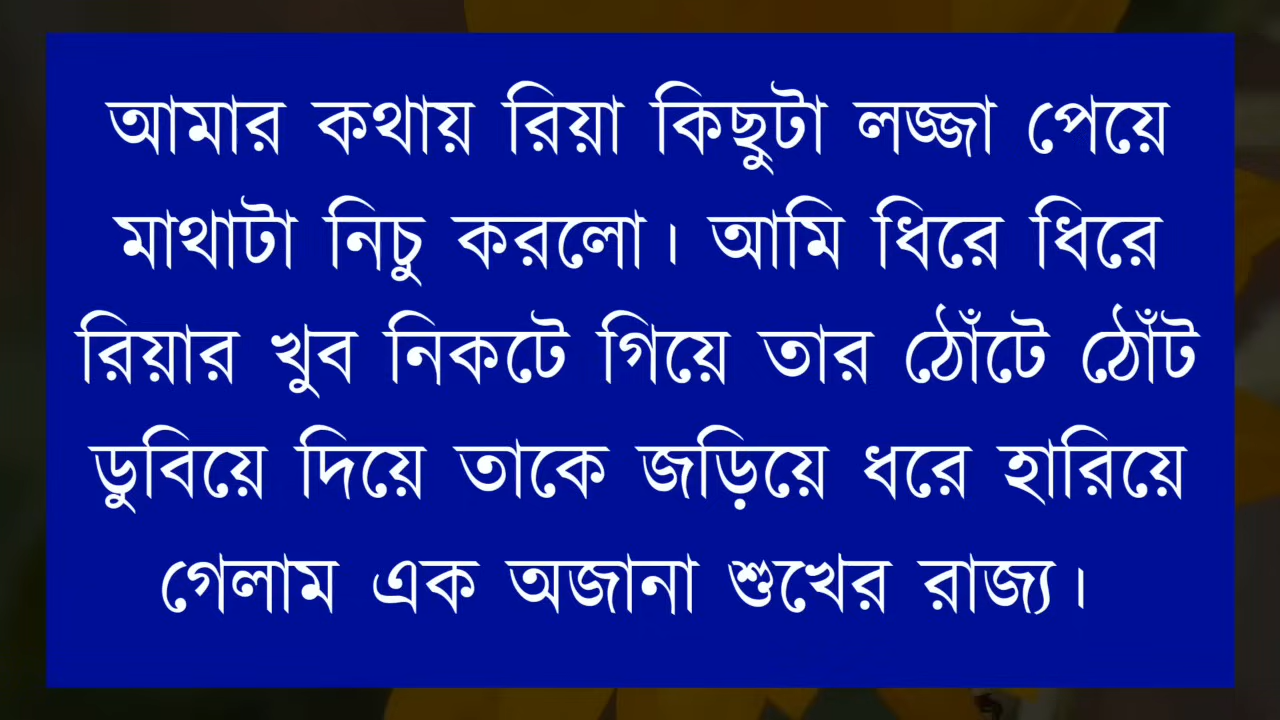 আমার কথায় রিয়া কিছুটা লজ্জা পেয়ে
মাথাটা নিচু করলো। আমি ধিরে ধিরে
রিয়ার খুব নিকটে গিয়ে তার ঠোঁটে ঠোঁট
ডুবিয়ে দিয়ে তাকে জড়িয়ে ধরে হারিয়ে
গেলাম এক অজানা শুখের রাজ্য।